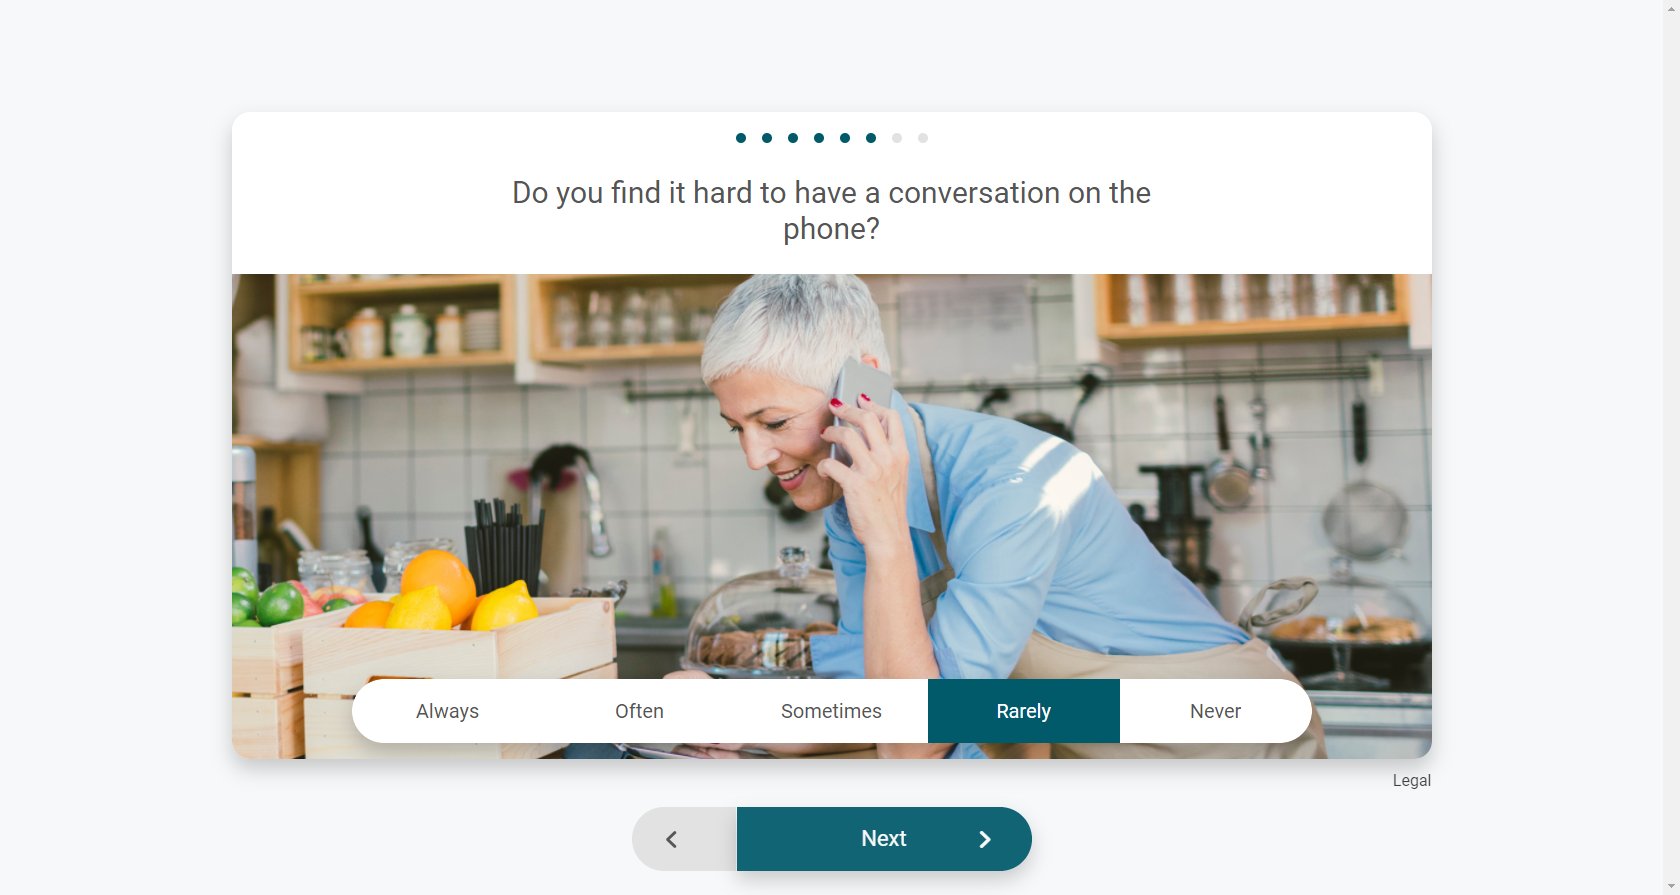 Do you find it hard to have a conversation on the
phone?
Always
Often
Sometimes
Rarely
Never
Legal
Next